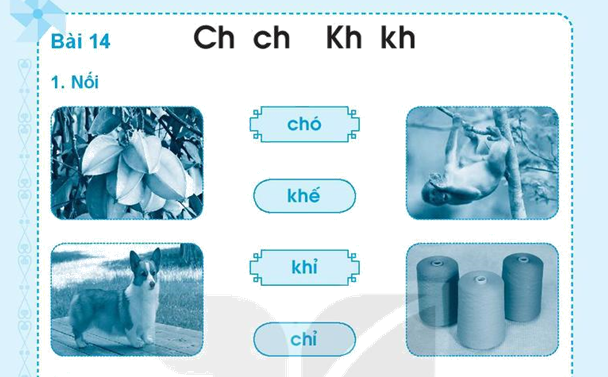 Bài 14
Ch ch Kh kh
1. Nối
chó
khế
khỉ
chỉ